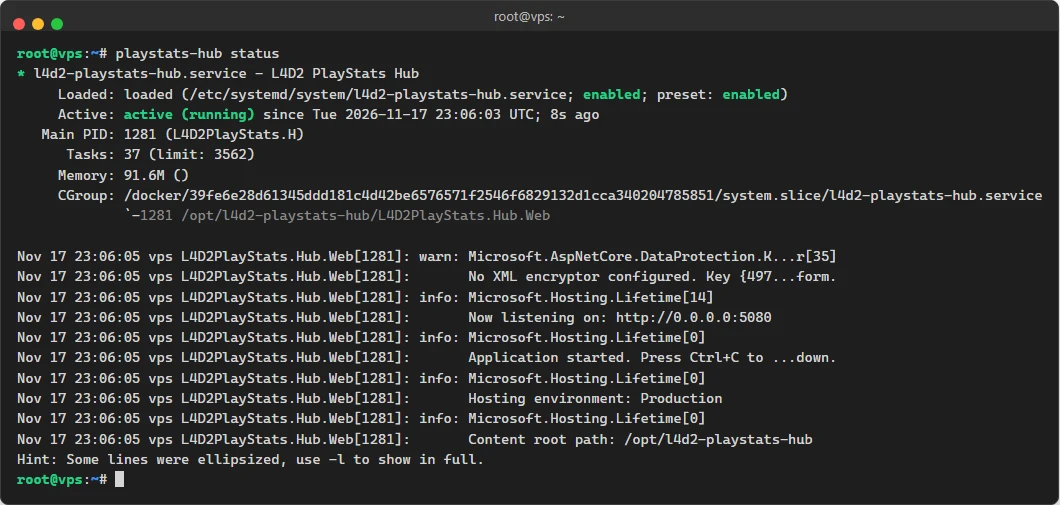 root@vps: ~
root@vps:~# playstats-hub status
* l4d2-playstats-hub.service - L4D2 PlayStats Hub
     Loaded: loaded (/etc/systemd/system/l4d2-playstats-hub.service; enabled; preset: enabled)
     Active: active (running) since Tue 2026-11-17 23:06:03 UTC; 8s ago
   Main PID: 1281 (L4D2PlayStats.H)
      Tasks: 37 (limit: 3562)
     Memory: 91.6M ()
     CGroup: /docker/39fe6e28d61345ddd181c4d42be6576571f2546f6829132d1cca340204785851/system.slice/l4d2-playstats-hub.service
             `-1281 /opt/l4d2-playstats-hub/L4D2PlayStats.Hub.Web
Nov 17 23:06:05 vps L4D2PlayStats.Hub.Web[1281]: warn: Microsoft.AspNetCore.DataProtection.K...r[35]
Nov 17 23:06:05 vps L4D2PlayStats.Hub.Web[1281]:       No XML encryptor configured. Key {497...form.
Nov 17 23:06:05 vps L4D2PlayStats.Hub.Web[1281]: info: Microsoft.Hosting.Lifetime[14]
Nov 17 23:06:05 vps L4D2PlayStats.Hub.Web[1281]:       Now listening on: http://0.0.0.0:5080
Nov 17 23:06:05 vps L4D2PlayStats.Hub.Web[1281]: info: Microsoft.Hosting.Lifetime[0]
Nov 17 23:06:05 vps L4D2PlayStats.Hub.Web[1281]:       Application started. Press Ctrl+C to ...down.
Nov 17 23:06:05 vps L4D2PlayStats.Hub.Web[1281]: info: Microsoft.Hosting.Lifetime[0]
Nov 17 23:06:05 vps L4D2PlayStats.Hub.Web[1281]:       Hosting environment: Production
Nov 17 23:06:05 vps L4D2PlayStats.Hub.Web[1281]: info: Microsoft.Hosting.Lifetime[0]
Nov 17 23:06:05 vps L4D2PlayStats.Hub.Web[1281]:       Content root path: /opt/l4d2-playstats-hub
Hint: Some lines were ellipsized, use -l to show in full.
root@vps:~#